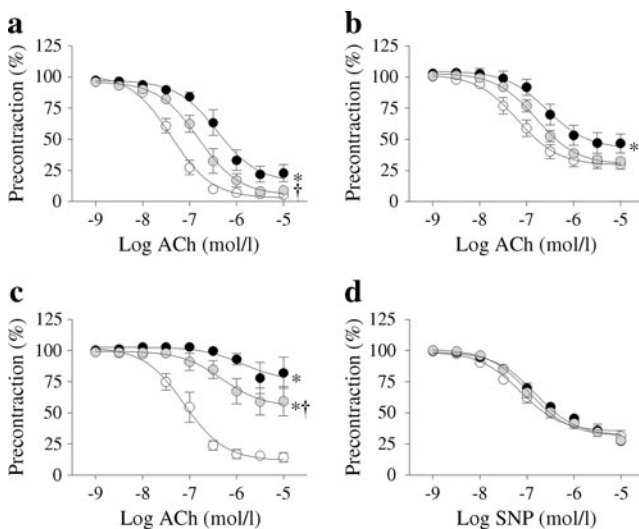 a
Precontraction (%)
125
100
75
50
25
0
*
†
-9 -8 -7 -6 -5
Log ACh (mol/l)
b
Precontraction (%)
125
100
75
50
25
0
*
-9 -8 -7 -6 -5
Log ACh (mol/l)
c
Precontraction (%)
125
100
75
50
25
0
*
*†
-9 -8 -7 -6 -5
Log ACh (mol/l)
d
Precontraction (%)
125
100
75
50
25
0
-9 -8 -7 -6 -5
Log SNP (mol/l)